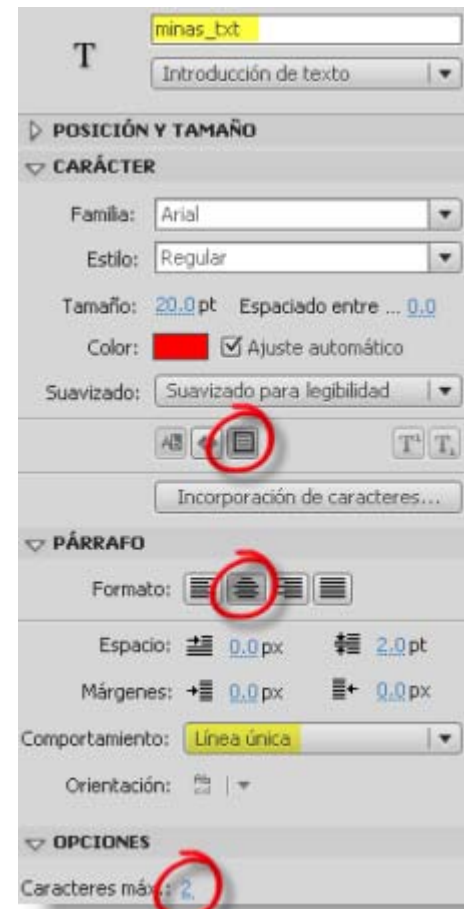 minas_txt
T
Introducción de texto
POSICIÓN Y TAMAÑO
CARÁCTER
Familia: Arial
Estilo: Regular
Tamaño: 20.0 pt Espaciado entre ... 0.0
Color: Ajuste automático
Suavizado: Suavizado para legibilidad
T¹ T₁
Incorporación de caracteres...
PÁRRAFO
Formato:
Espacio: 0.0 px 2.0 pt
Márgenes: 0.0 px 0.0 px
Comportamiento: Línea única
Orientación:
OPCIONES
Caracteres máx.: 2